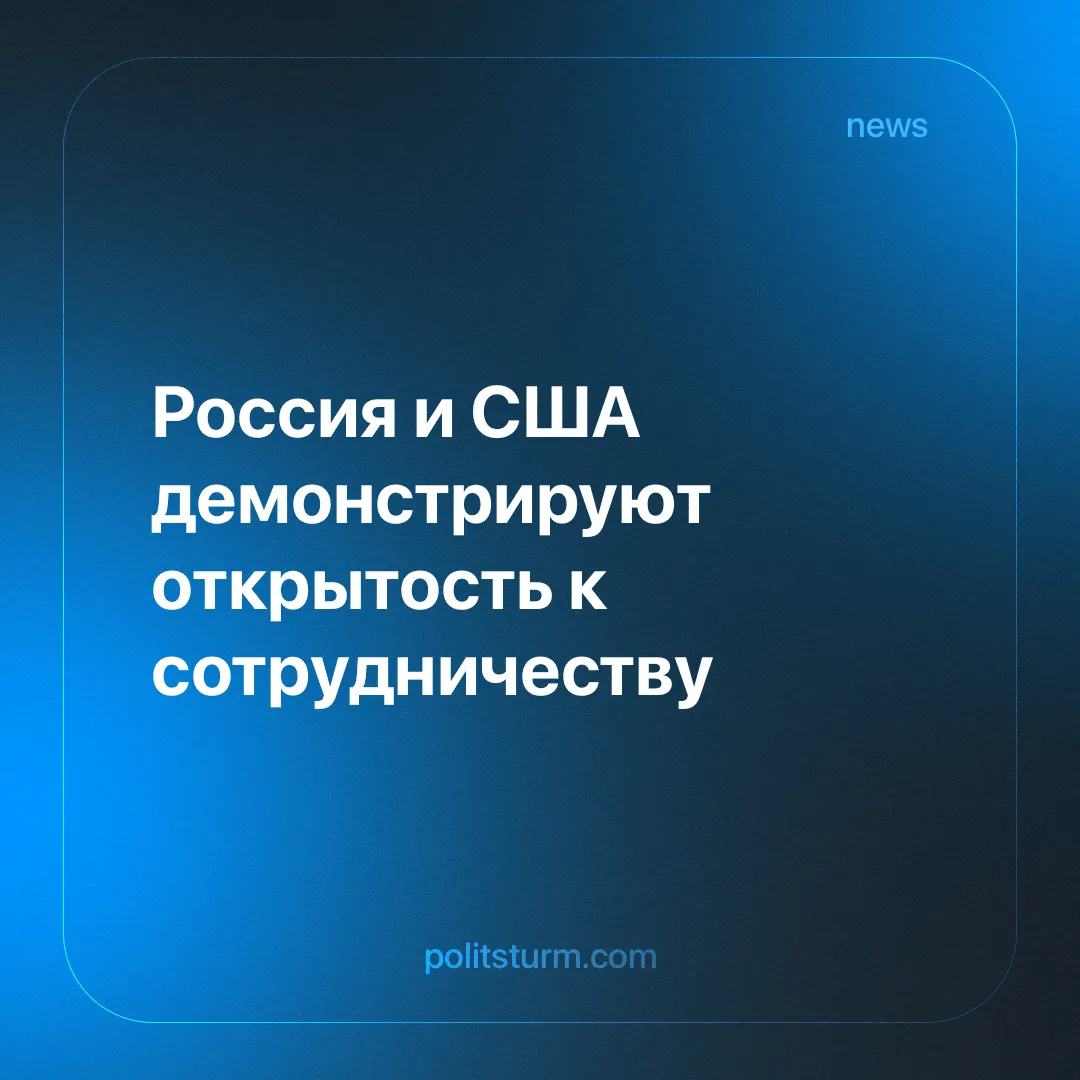 news
Россия и США
демонстрируют
открытость к
сотрудничеству
politsturm.com